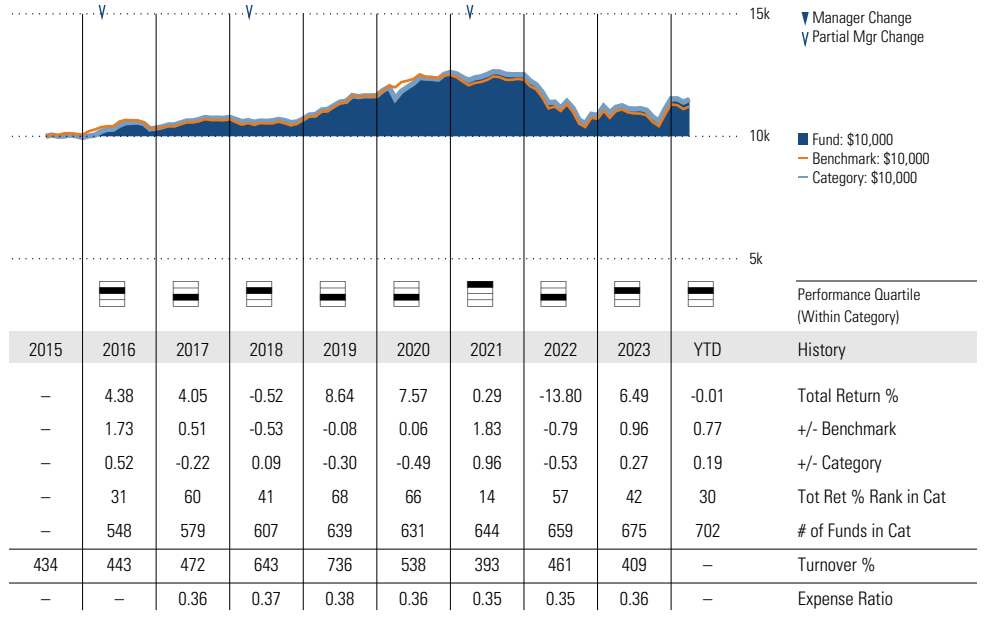 15k
Manager Change
Partial Mgr Change
10k
Fund: $10,000
Benchmark: $10,000
Category: $10,000
5k
Performance Quartile
(Within Category)
2015 2016 2017 2018 2019 2020 2021 2022 2023 YTD History
– 4.38 4.05 -0.52 8.64 7.57 0.29 -13.80 6.49 -0.01 Total Return %
– 1.73 0.51 -0.53 -0.08 0.06 1.83 -0.79 0.96 0.77 +/- Benchmark
– 0.52 -0.22 0.09 -0.30 -0.49 0.96 -0.53 0.27 0.19 +/- Category
– 31 60 41 68 66 14 57 42 30 Tot Ret % Rank in Cat
– 548 579 607 639 631 644 659 675 702 # of Funds in Cat
434 443 472 643 736 538 393 461 409 – Turnover %
– – 0.36 0.37 0.38 0.36 0.35 0.35 0.36 – Expense Ratio